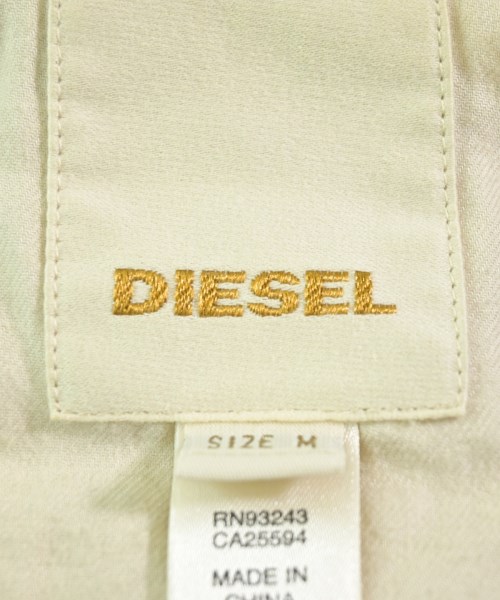 DIESEL
SIZE M
RN93243
CA25594
MADE IN
CHINA